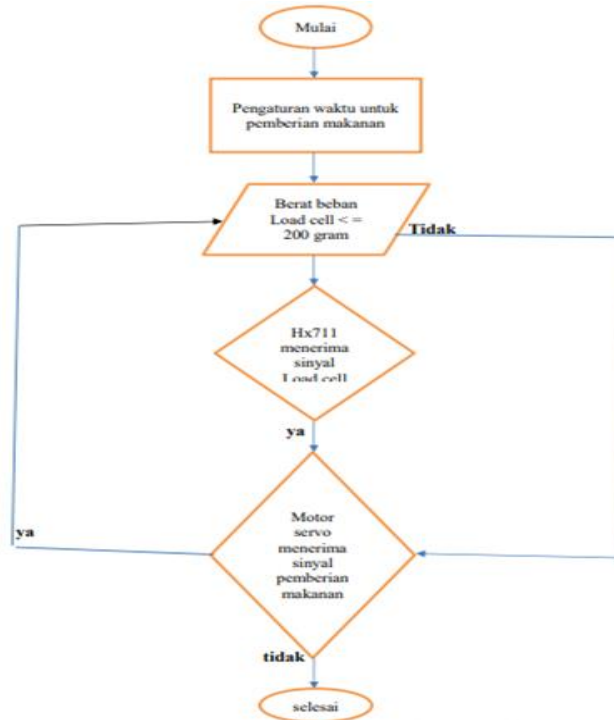 Mulai
Pengaturan waktu untuk
pemberian makanan
Berat beban
Load cell < =
200 gram
Tidak
Hx711
menerima
sinyal
Load cell
ya
Motor
servo
menerima
sinyal
pemberian
makanan
ya
tidak
selesai